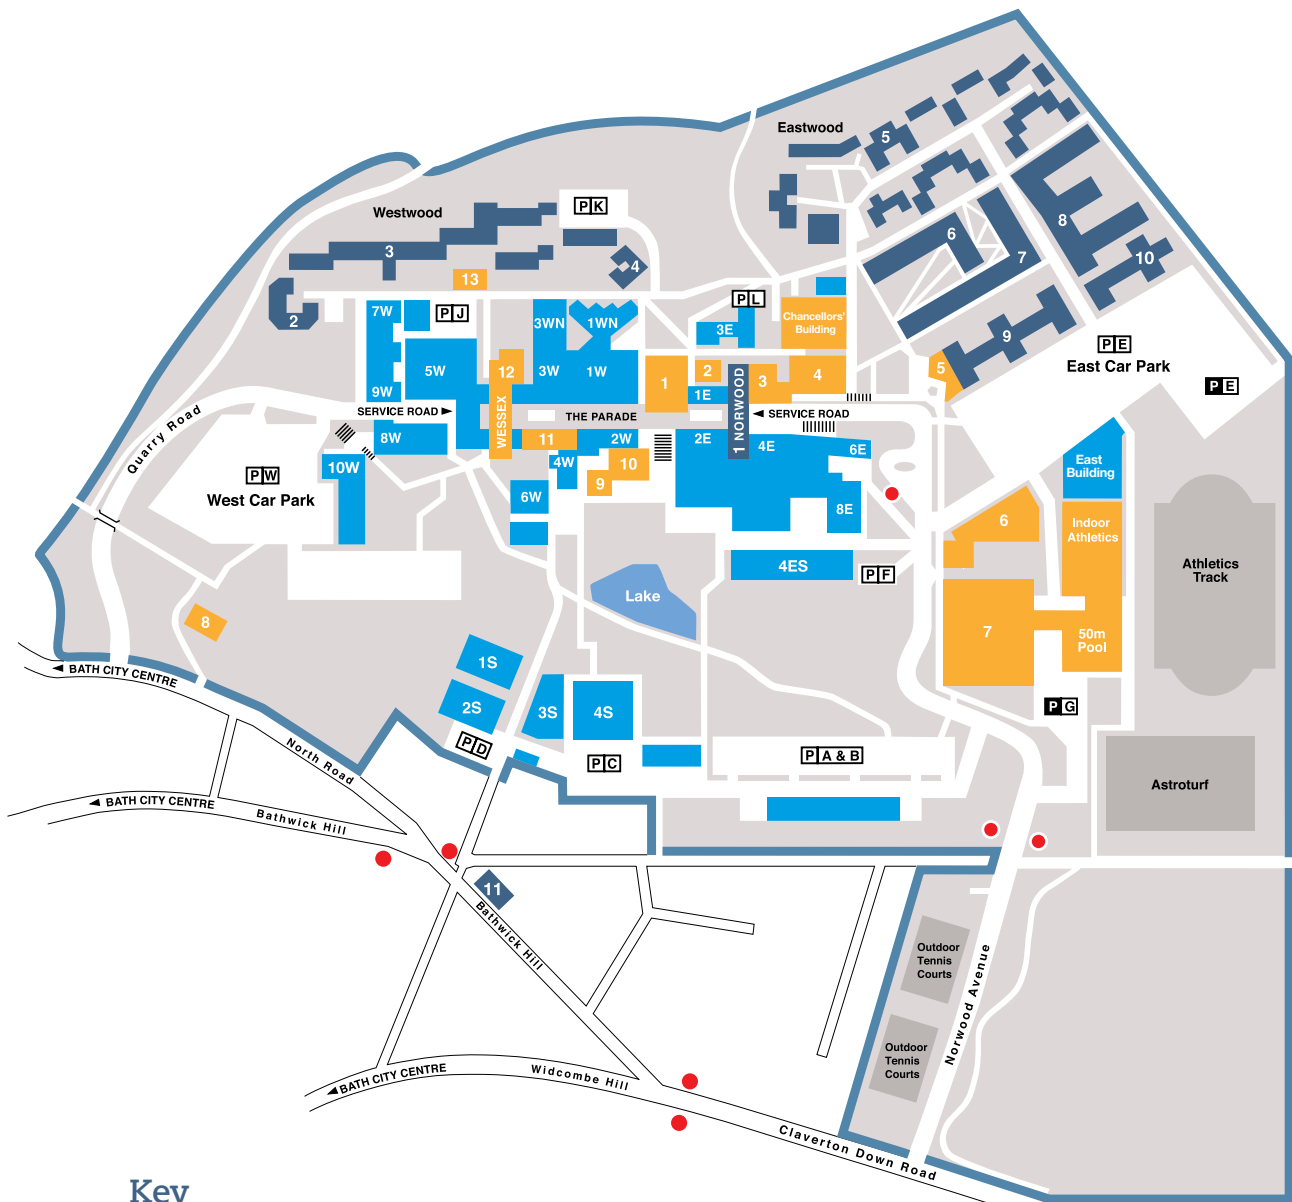 Eastwood
5
Westwood
P K
8
3
6
7
10
4
13
2
P J
P L
7W
3WN
1WN
3E
Chancellors'
Building
9
P E
East Car Park
12
5W
3W
1W
1
2
3
4
5
P E
9W
1E
1 NORWOOD
WESSEX
Quarry Road
SERVICE ROAD
THE PARADE
SERVICE ROAD
8W
11
2W
2E
4E
6E
10W
4W
10
East
Building
P W
West Car Park
9
6W
8E
6
Indoor
Athletics
4ES
P F
Athletics
Track
Lake
8
7
50m
Pool
1S
BATH CITY CENTRE
2S
3S
4S
P G
North Road
P D
P C
P A & B
Astroturf
BATH CITY CENTRE
Bathwick Hill
11
Bathwick Hill
Outdoor
Tennis
Courts
Norwood Avenue
Outdoor
Tennis
Courts
BATH CITY CENTRE
Widcombe Hill
Claverton Down Road
Key